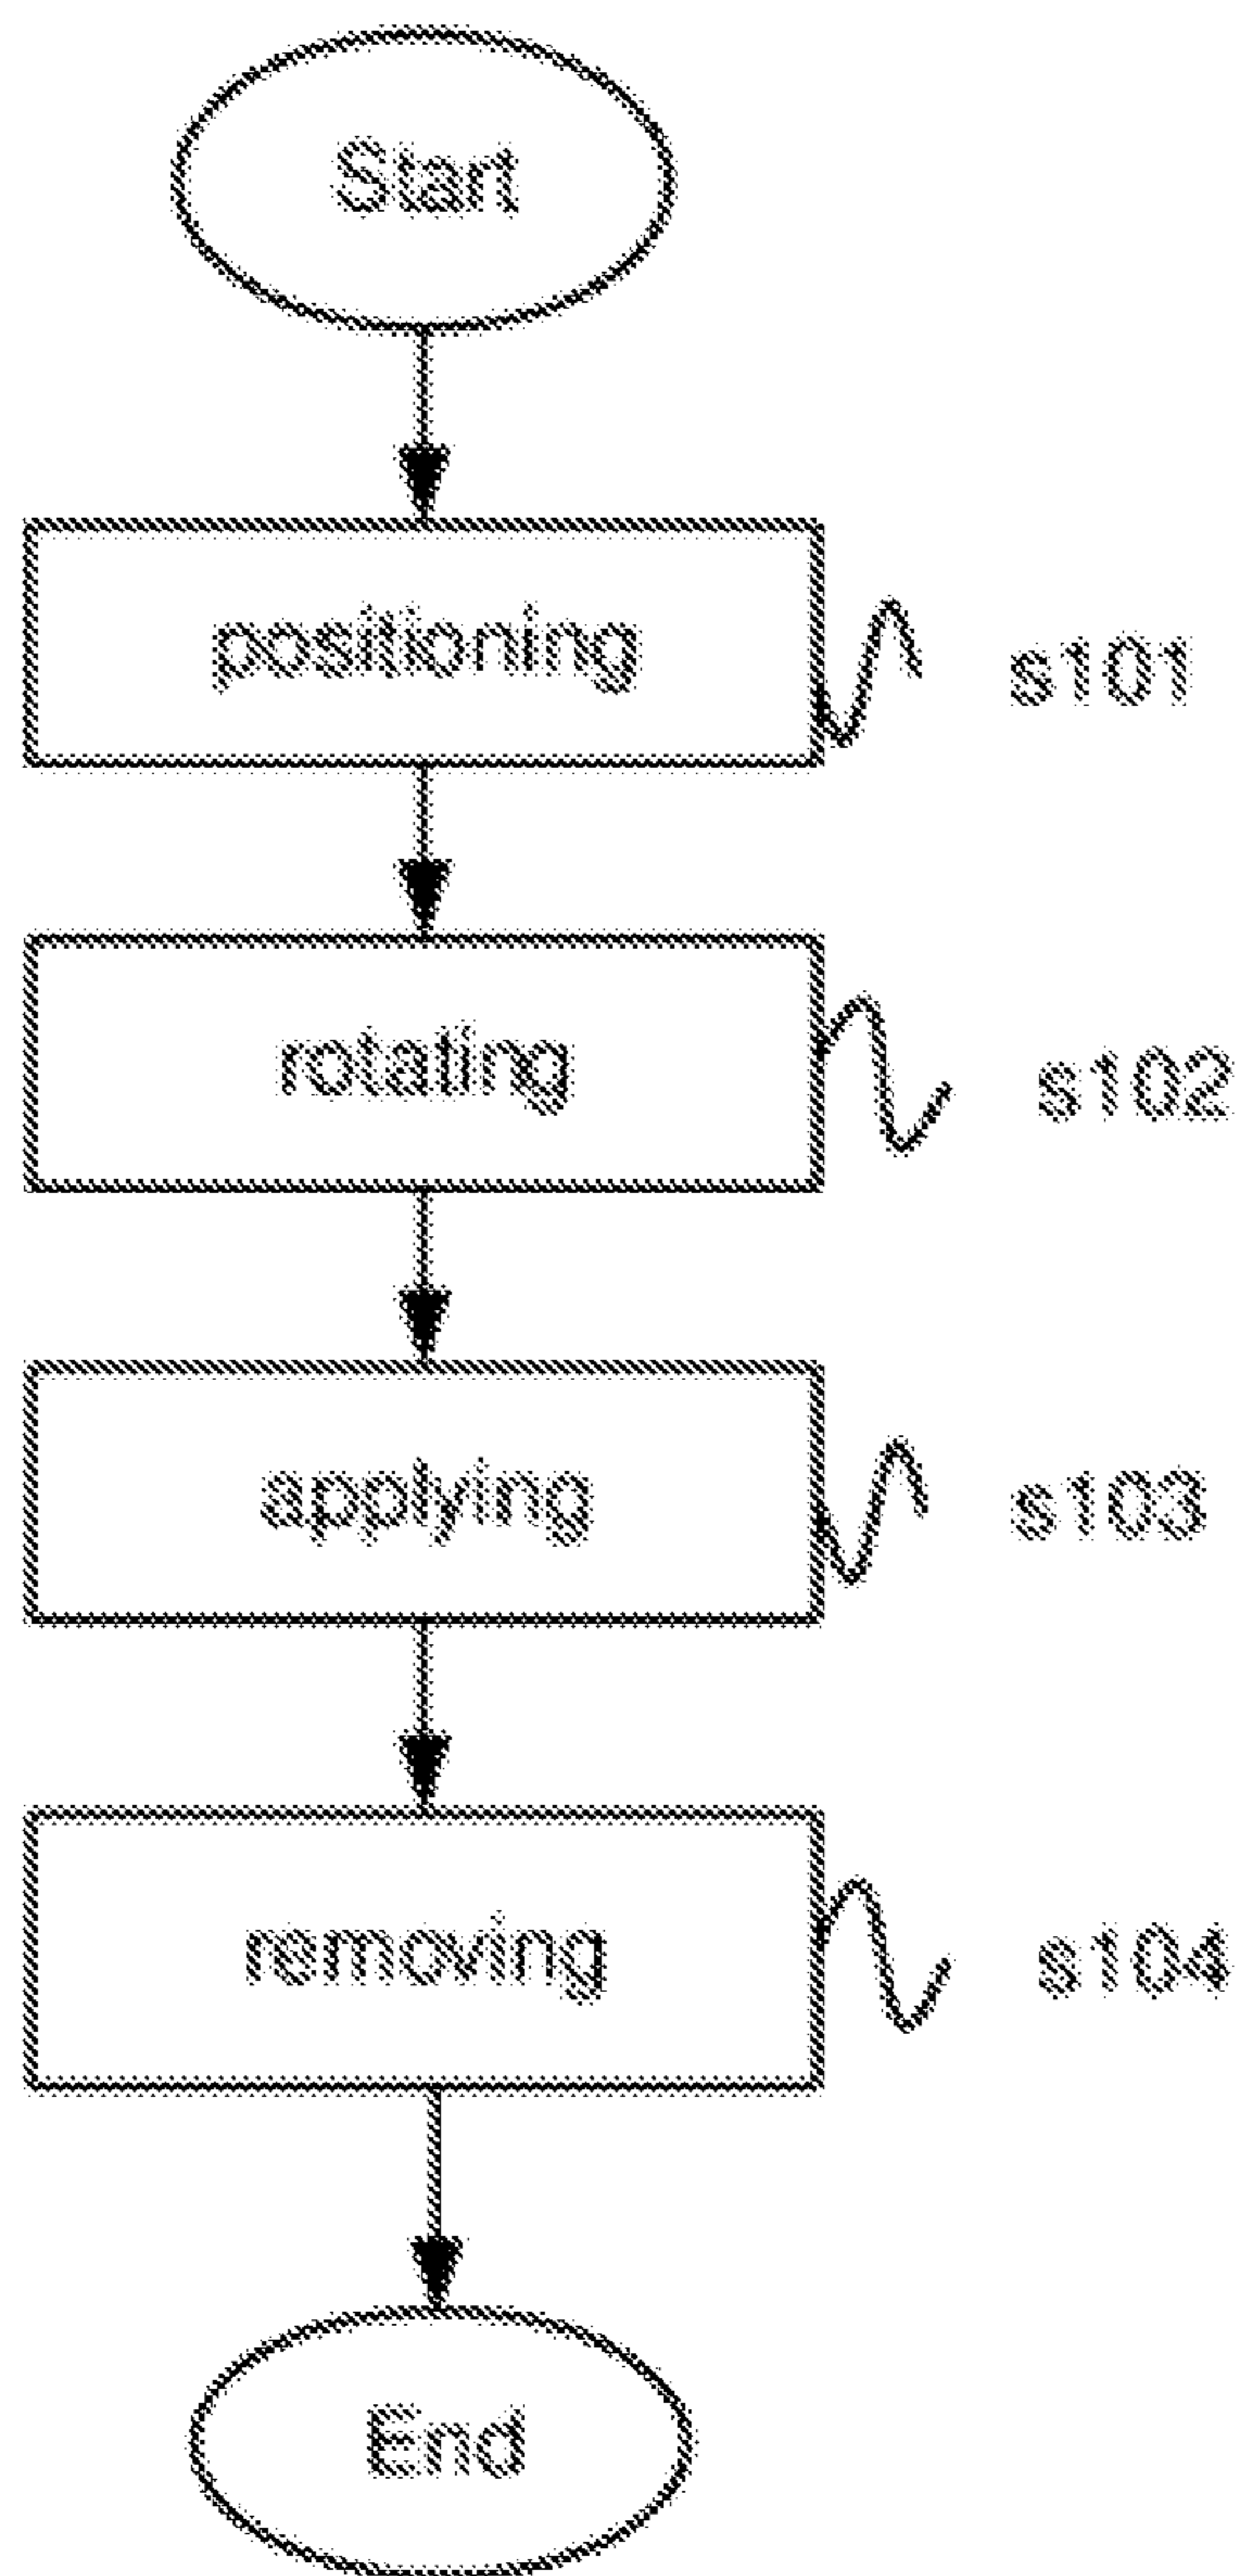 Start
positioning
s101
rotating
s102
applying
s103
removing
s104
End